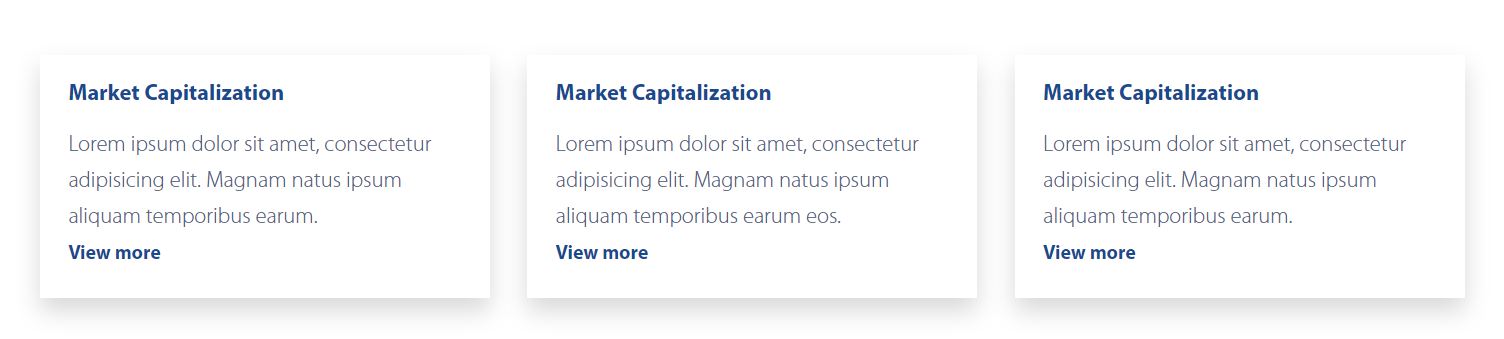 Market Capitalization
Lorem ipsum dolor sit amet, consectetur
adipisicing elit. Magnam natus ipsum
aliquam temporibus earum.
View more
Market Capitalization
Lorem ipsum dolor sit amet, consectetur
adipisicing elit. Magnam natus ipsum
aliquam temporibus earum eos.
View more
Market Capitalization
Lorem ipsum dolor sit amet, consectetur
adipisicing elit. Magnam natus ipsum
aliquam temporibus earum.
View more